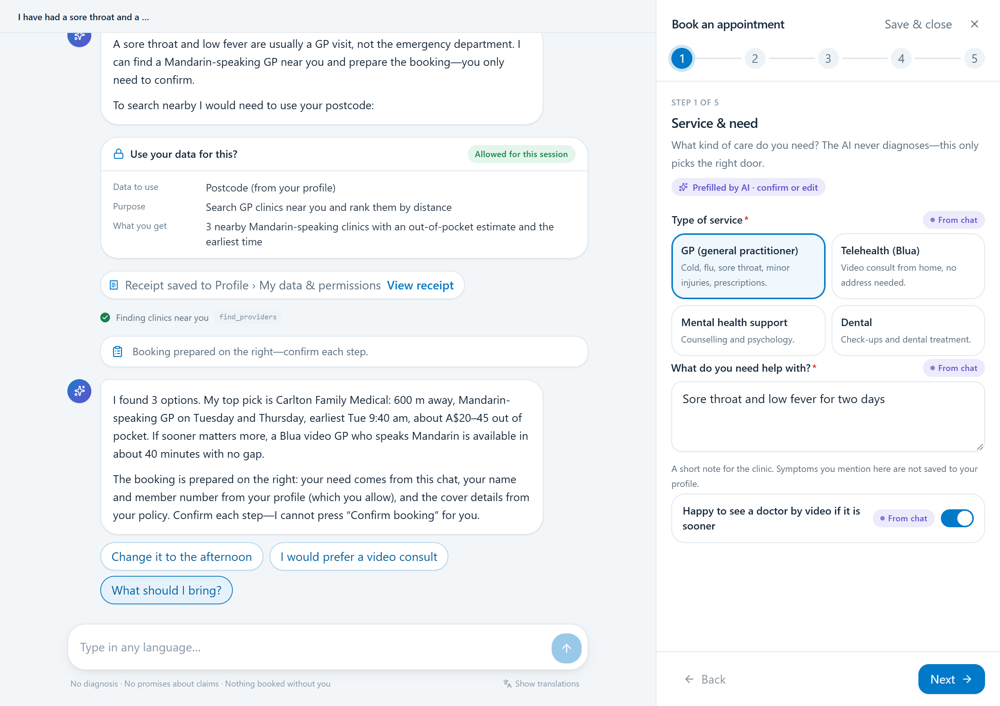 I have had a sore throat and a ...
A sore throat and low fever are usually a GP visit, not the emergency department. I
can find a Mandarin-speaking GP near you and prepare the booking—you only
need to confirm.
To search nearby I would need to use your postcode:
Use your data for this?
Allowed for this session
Data to use
Postcode (from your profile)
Purpose
Search GP clinics near you and rank them by distance
What you get
3 nearby Mandarin-speaking clinics with an out-of-pocket estimate and the
earliest time
Receipt saved to Profile › My data & permissions View receipt
Finding clinics near you find_providers
Booking prepared on the right—confirm each step.
I found 3 options. My top pick is Carlton Family Medical: 600 m away, Mandarin-
speaking GP on Tuesday and Thursday, earliest Tue 9:40 am, about A$20–45 out of
pocket. If sooner matters more, a Blua video GP who speaks Mandarin is available in
about 40 minutes with no gap.
The booking is prepared on the right: your need comes from this chat, your name
and member number from your profile (which you allow), and the cover details from
your policy. Confirm each step—I cannot press “Confirm booking” for you.
Change it to the afternoon
I would prefer a video consult
What should I bring?
Type in any language...
No diagnosis · No promises about claims · Nothing booked without you
Show translations
Book an appointment
Save & close
1
2
3
4
5
STEP 1 OF 5
Service & need
What kind of care do you need? The AI never diagnoses—this only
picks the right door.
Prefilled by AI · confirm or edit
Type of service*
From chat
GP (general practitioner)
Cold, flu, sore throat, minor
injuries, prescriptions.
Telehealth (Blua)
Video consult from home, no
address needed.
Mental health support
Counselling and psychology.
Dental
Check-ups and dental treatment.
What do you need help with?*
From chat
Sore throat and low fever for two days
A short note for the clinic. Symptoms you mention here are not saved to your
profile.
Happy to see a doctor by video if it is
sooner
From chat
Back
Next